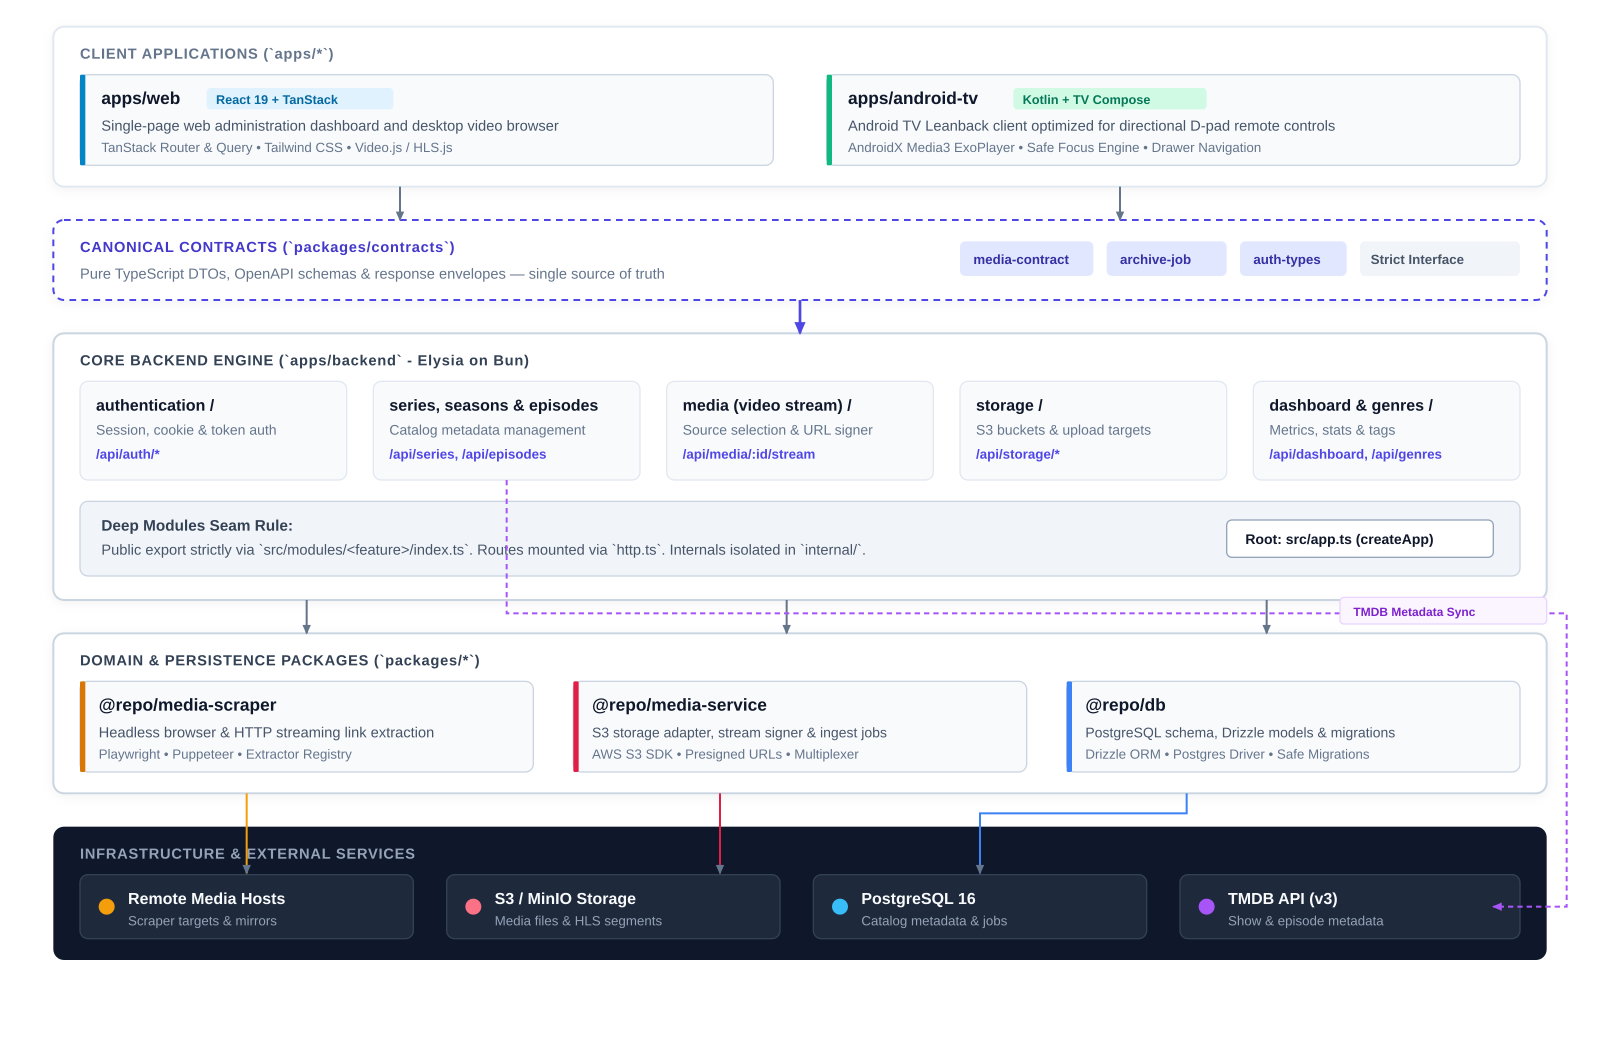 CLIENT APPLICATIONS (`apps/*`)
apps/web
React 19 + TanStack
Single-page web administration dashboard and desktop video browser
TanStack Router & Query • Tailwind CSS • Video.js / HLS.js
apps/android-tv
Kotlin + TV Compose
Android TV Leanback client optimized for directional D-pad remote controls
AndroidX Media3 ExoPlayer • Safe Focus Engine • Drawer Navigation
CANONICAL CONTRACTS (`packages/contracts`)
Pure TypeScript DTOs, OpenAPI schemas & response envelopes — single source of truth
media-contract
archive-job
auth-types
Strict Interface
CORE BACKEND ENGINE (`apps/backend` - Elysia on Bun)
authentication /
Session, cookie & token auth
/api/auth/*
series, seasons & episodes
Catalog metadata management
/api/series, /api/episodes
media (video stream) /
Source selection & URL signer
/api/media/:id/stream
storage /
S3 buckets & upload targets
/api/storage/*
dashboard & genres /
Metrics, stats & tags
/api/dashboard, /api/genres
Deep Modules Seam Rule:
Public export strictly via `src/modules/<feature>/index.ts`. Routes mounted via `http.ts`. Internals isolated in `internal/`.
Root: src/app.ts (createApp)
TMDB Metadata Sync
DOMAIN & PERSISTENCE PACKAGES (`packages/*`)
@repo/media-scraper
Headless browser & HTTP streaming link extraction
Playwright • Puppeteer • Extractor Registry
@repo/media-service
S3 storage adapter, stream signer & ingest jobs
AWS S3 SDK • Presigned URLs • Multiplexer
@repo/db
PostgreSQL schema, Drizzle models & migrations
Drizzle ORM • Postgres Driver • Safe Migrations
INFRASTRUCTURE & EXTERNAL SERVICES
Remote Media Hosts
Scraper targets & mirrors
S3 / MinIO Storage
Media files & HLS segments
PostgreSQL 16
Catalog metadata & jobs
TMDB API (v3)
Show & episode metadata